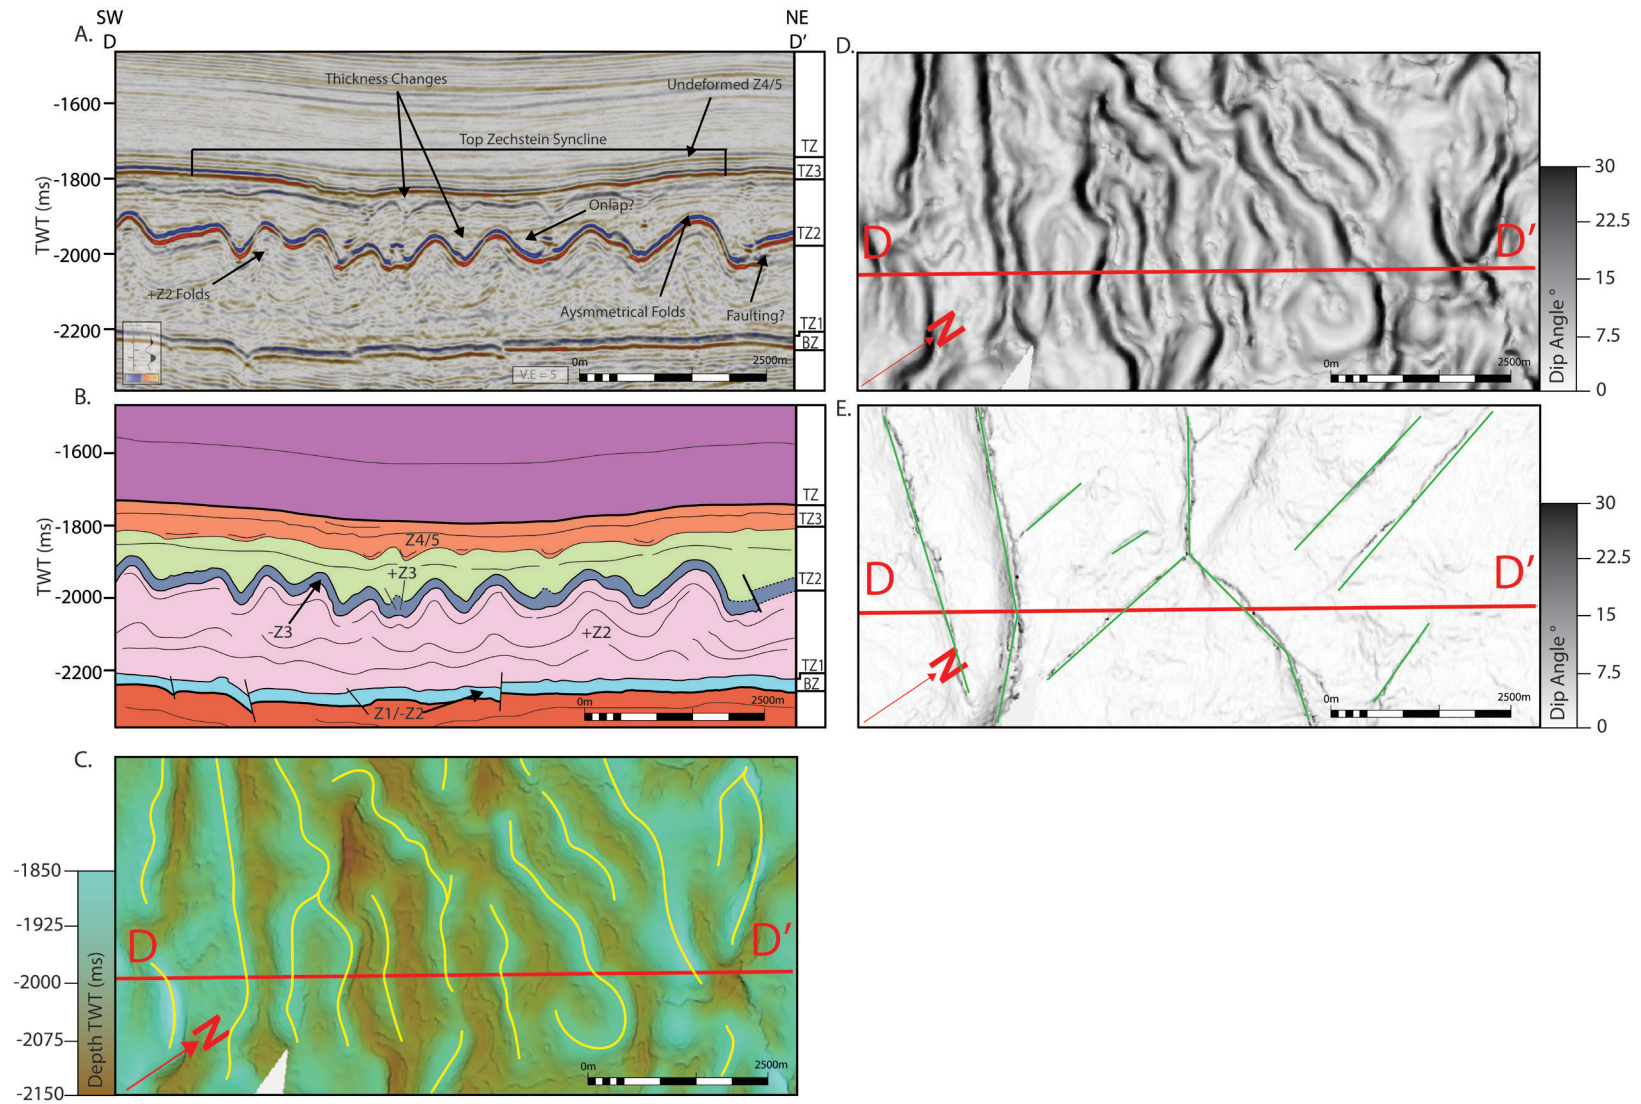 SW
NE
A.
D
D'
D.
Thickness Changes
Undeformed Z4/5
-1600
Top Zechstein Syncline
TZ
TZ3
-1800
TWT (ms)
Onlap?
TZ2
-2000
+Z2 Folds
Aysmmetrical Folds
Faulting?
TZ1
-2200
BZ
0m
2500m
V.E = 5
D
D'
N
0m
2500m
30
22.5
15
7.5
0
Dip Angle °
B.
-1600
TZ
-1800
TZ3
Z4/5
TWT (ms)
+Z3
TZ2
-2000
-Z3
+Z2
TZ1
-2200
BZ
Z1/-Z2
0m
2500m
E.
D
D'
N
0m
2500m
30
22.5
15
7.5
0
Dip Angle °
C.
-1850
-1925
-2000
-2075
-2150
Depth TWT (ms)
D
D'
N
0m
2500m